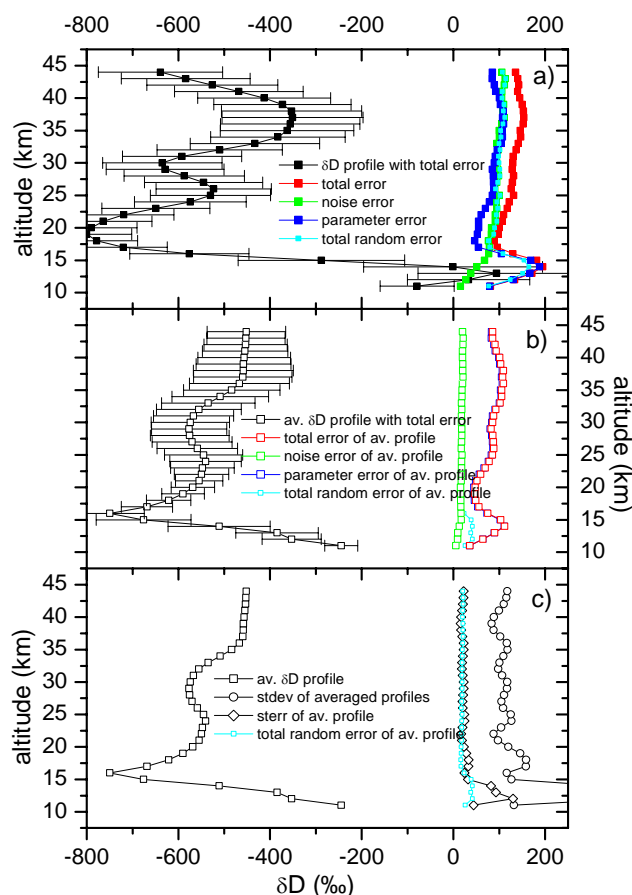 -800 -600 -400 -200 0 200
45
40
35
30
25
20
15
10
altitude (km)
a)
δD profile with total error
total error
noise error
parameter error
total random error
45
40
35
30
25
20
15
10
altitude (km)
b)
av. δD profile with total error
total error of av. profile
noise error of av. profile
parameter error of av. profile
total random error of av. profile
45
40
35
30
25
20
15
10
altitude (km)
c)
av. δD profile
stdev of averaged profiles
sterr of av. profile
total random error of av. profile
-800 -600 -400 -200 0 200
δD (‰)